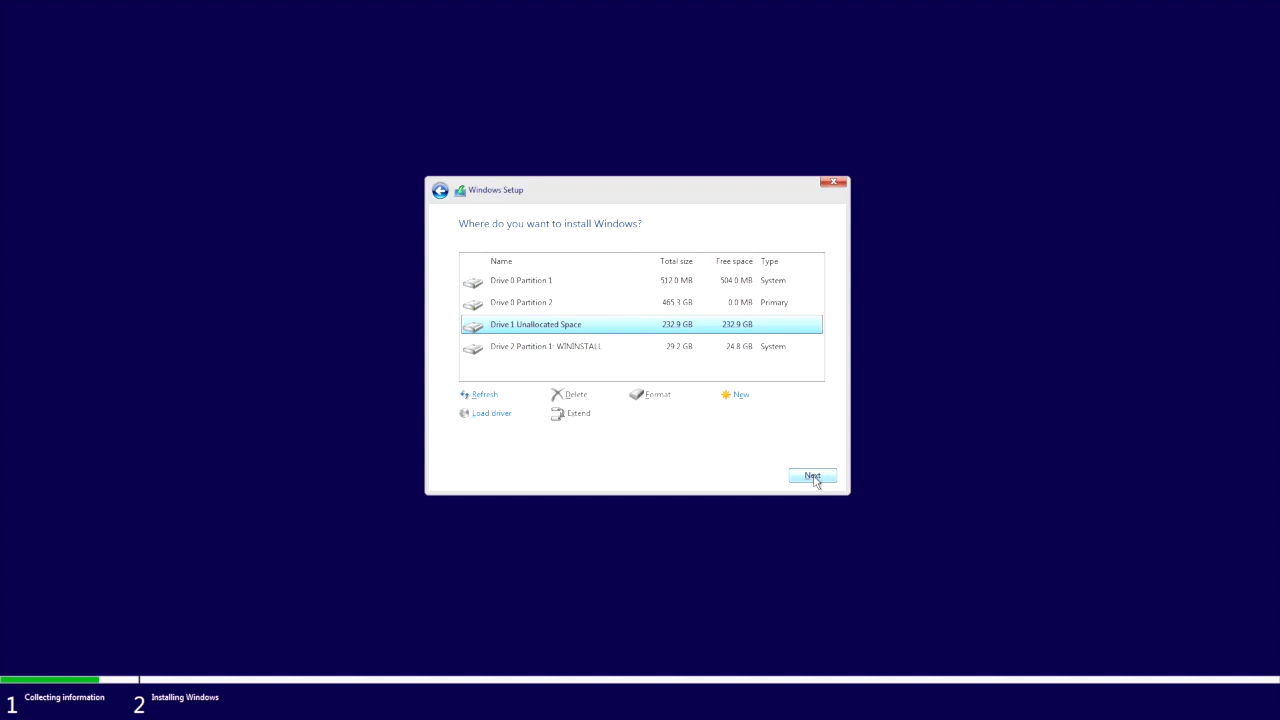 Windows Setup
Where do you want to install Windows?
Name Total size Free space Type
Drive 0 Partition 1 512.0 MB 504.0 MB System
Drive 0 Partition 2 465.3 GB 0.0 MB Primary
Drive 1 Unallocated Space 232.9 GB 232.9 GB
Drive 2 Partition 1: WININSTALL 29.2 GB 24.8 GB System
Refresh Delete Format New
Load driver Extend
Next
1 Collecting information 2 Installing Windows